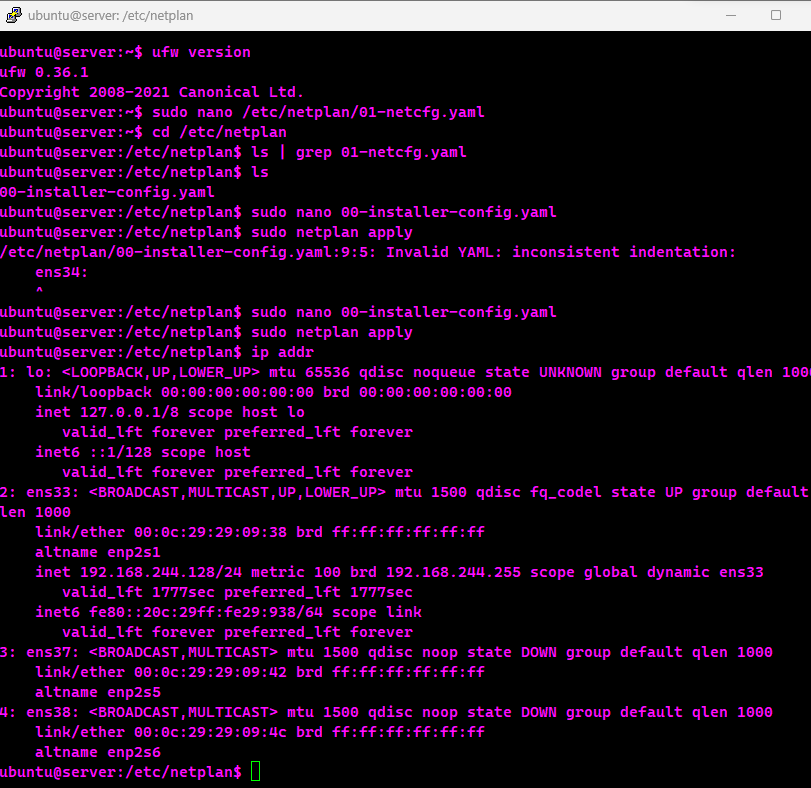 ubuntu@server: /etc/netplan
ubuntu@server:~$ ufw version
ufw 0.36.1
Copyright 2008-2021 Canonical Ltd.
ubuntu@server:~$ sudo nano /etc/netplan/01-netcfg.yaml
ubuntu@server:~$ cd /etc/netplan
ubuntu@server:/etc/netplan$ ls | grep 01-netcfg.yaml
ubuntu@server:/etc/netplan$ ls
00-installer-config.yaml
ubuntu@server:/etc/netplan$ sudo nano 00-installer-config.yaml
ubuntu@server:/etc/netplan$ sudo netplan apply
/etc/netplan/00-installer-config.yaml:9:5: Invalid YAML: inconsistent indentation:
    ens34:
    ^
ubuntu@server:/etc/netplan$ sudo nano 00-installer-config.yaml
ubuntu@server:/etc/netplan$ sudo netplan apply
ubuntu@server:/etc/netplan$ ip addr
1: lo: <LOOPBACK,UP,LOWER_UP> mtu 65536 qdisc noqueue state UNKNOWN group default qlen 100
    link/loopback 00:00:00:00:00:00 brd 00:00:00:00:00:00
    inet 127.0.0.1/8 scope host lo
       valid_lft forever preferred_lft forever
    inet6 ::1/128 scope host
       valid_lft forever preferred_lft forever
2: ens33: <BROADCAST,MULTICAST,UP,LOWER_UP> mtu 1500 qdisc fq_codel state UP group default
len 1000
    link/ether 00:0c:29:29:09:38 brd ff:ff:ff:ff:ff:ff
    altname enp2s1
    inet 192.168.244.128/24 metric 100 brd 192.168.244.255 scope global dynamic ens33
       valid_lft 1777sec preferred_lft 1777sec
    inet6 fe80::20c:29ff:fe29:938/64 scope link
       valid_lft forever preferred_lft forever
3: ens37: <BROADCAST,MULTICAST> mtu 1500 qdisc noop state DOWN group default qlen 1000
    link/ether 00:0c:29:29:09:42 brd ff:ff:ff:ff:ff:ff
    altname enp2s5
4: ens38: <BROADCAST,MULTICAST> mtu 1500 qdisc noop state DOWN group default qlen 1000
    link/ether 00:0c:29:29:09:4c brd ff:ff:ff:ff:ff:ff
    altname enp2s6
ubuntu@server:/etc/netplan$